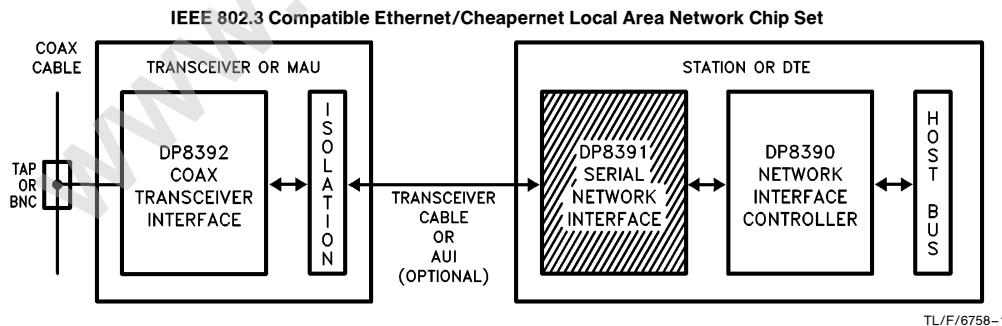 IEEE 802.3 Compatible Ethernet/Cheapernet Local Area Network Chip Set
COAX
CABLE
TRANSCEIVER OR MAU
STATION OR DTE
TAP
OR
BNC
DP8392
COAX
TRANSCEIVER
INTERFACE
ISOLATION
TRANSCEIVER
CABLE
OR
AUI
(OPTIONAL)
DP8391
SERIAL
NETWORK
INTERFACE
DP8390
NETWORK
INTERFACE
CONTROLLER
HOST BUS
TL/F/6758–1
www.